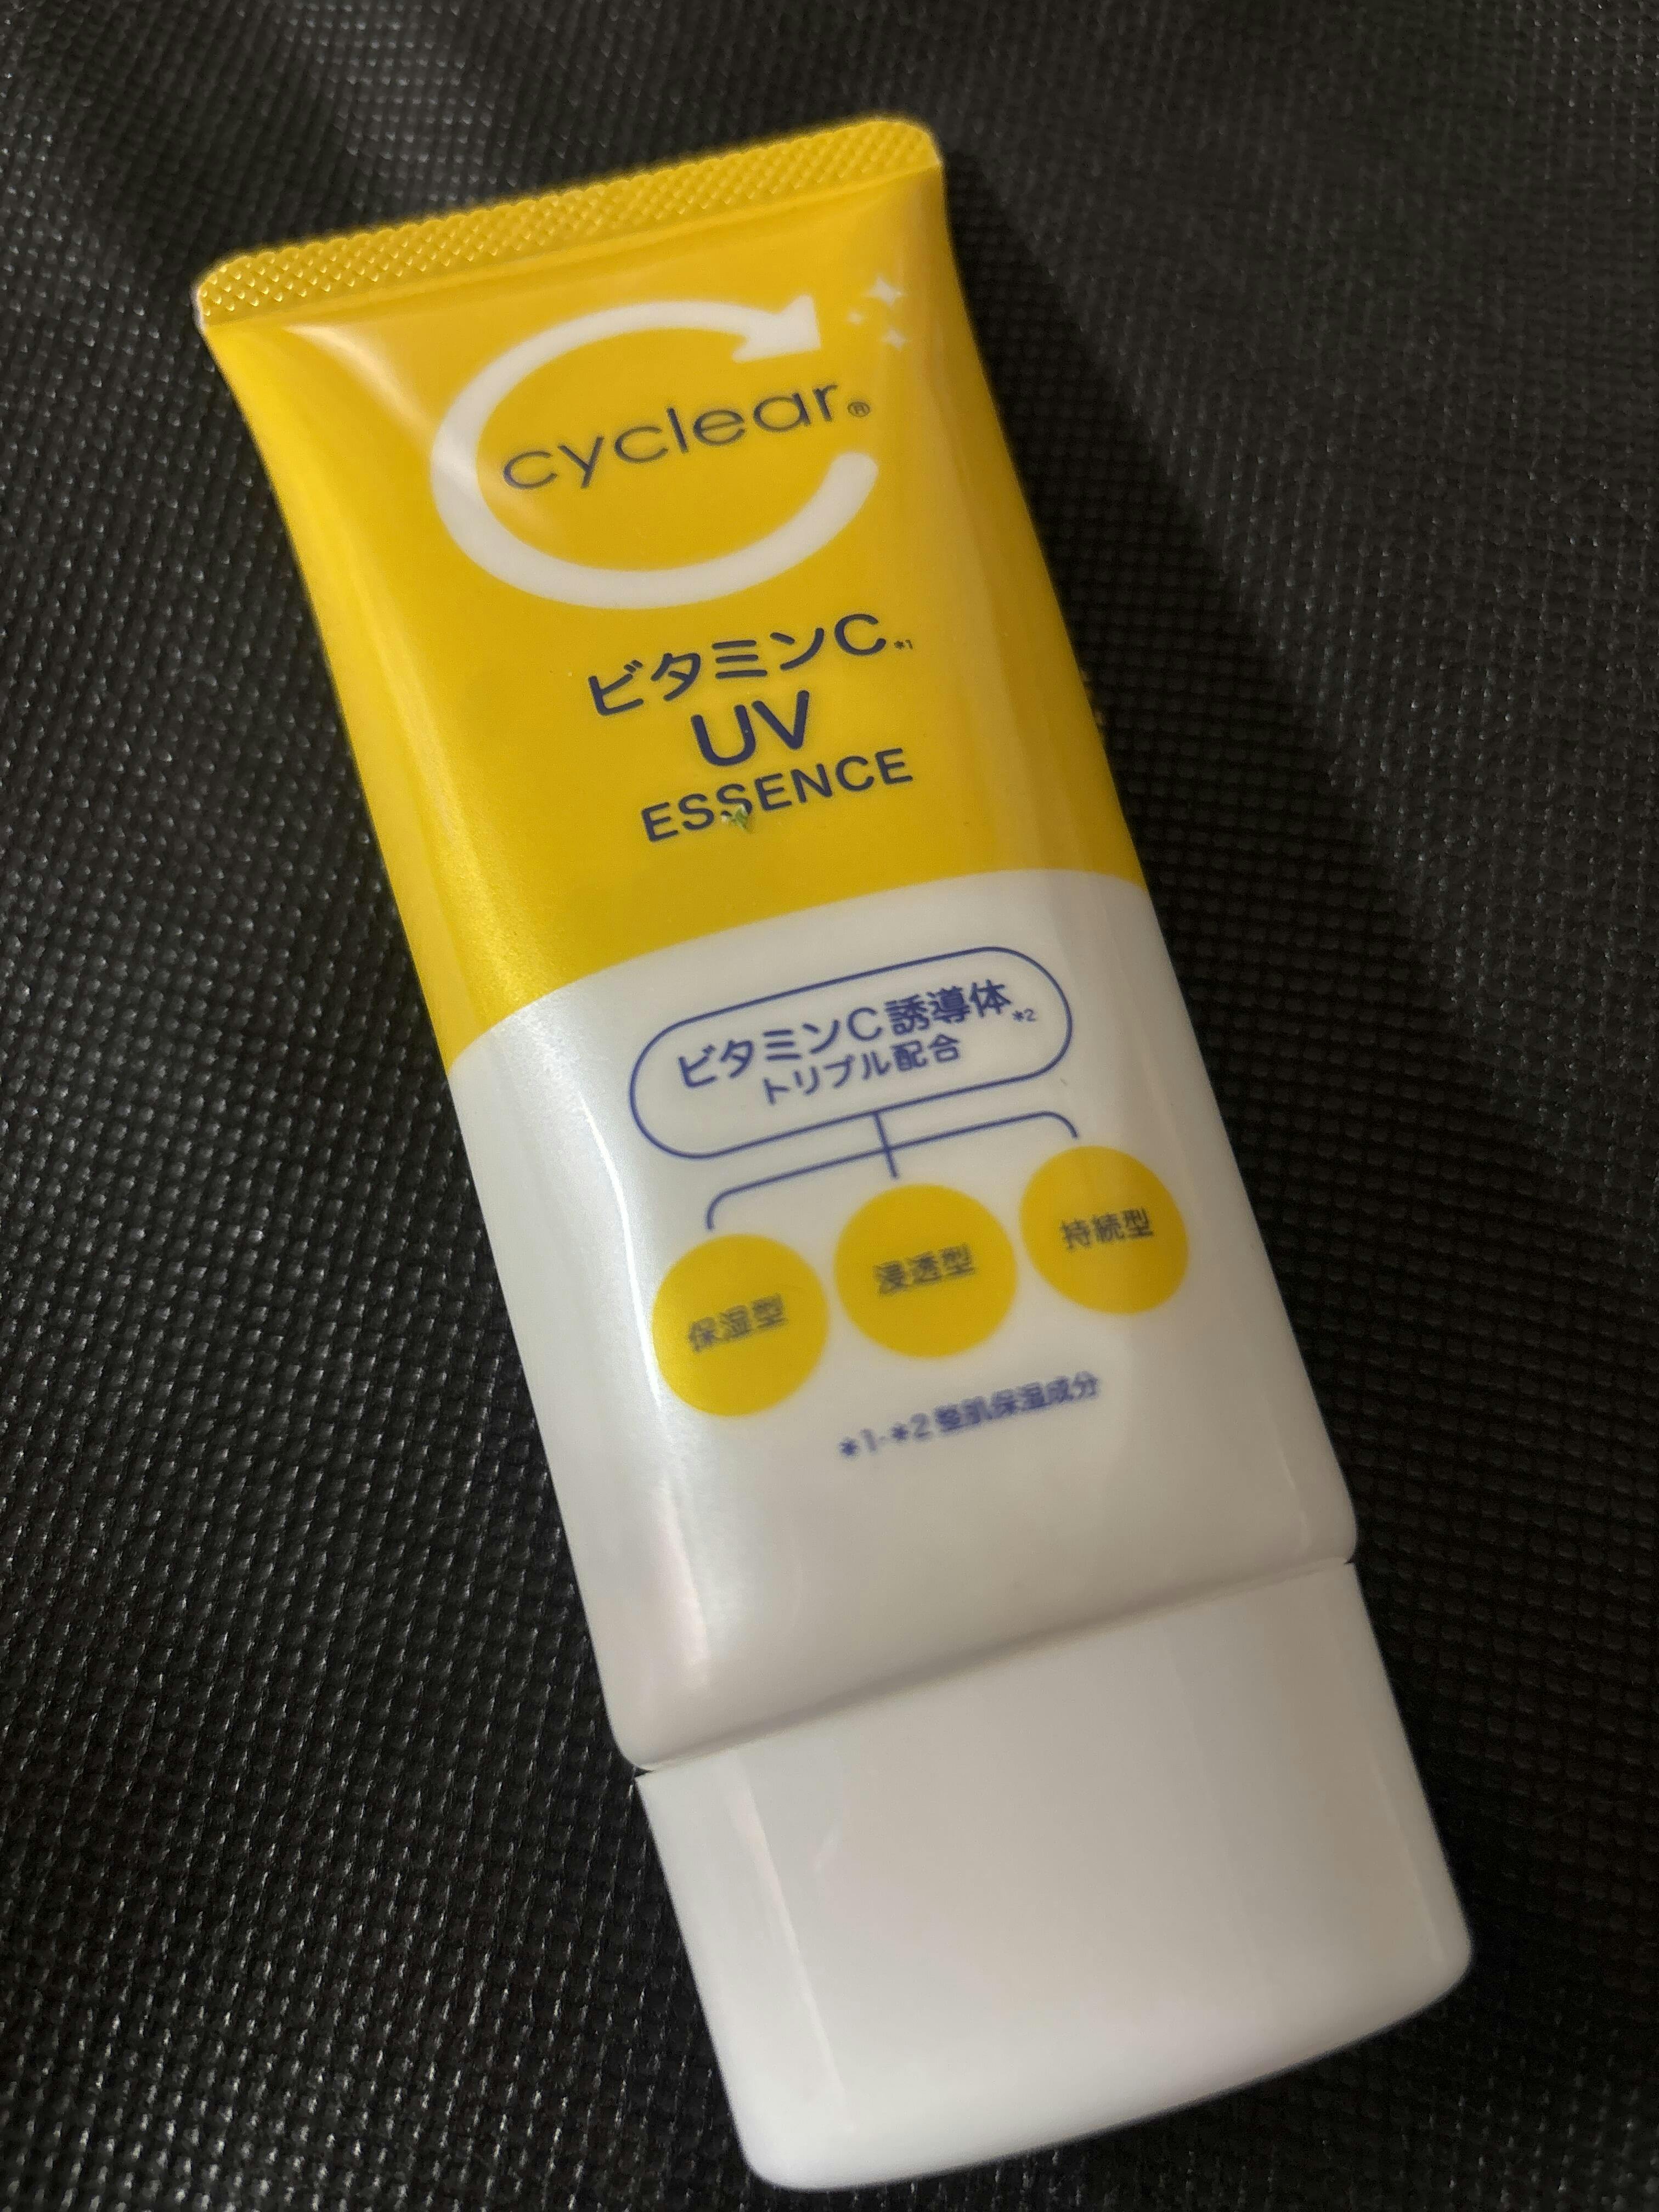 cyclear®
ビタミンC*1
UV
ESSENCE
ビタミンC誘導体*2
トリプル配合
保湿型
浸透型
持続型
*1・*2 整肌保湿成分